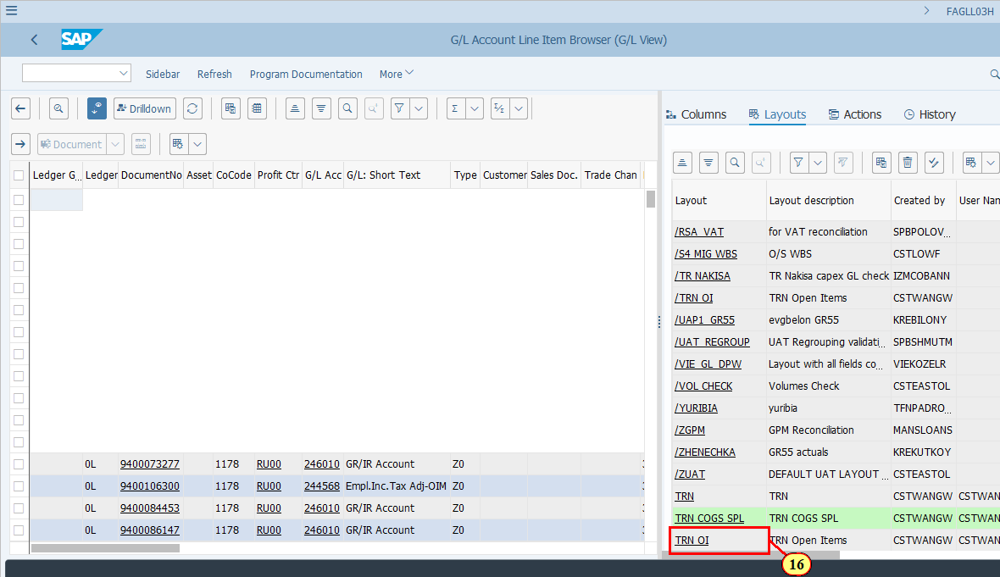 FAGLL03H
SAP
G/L Account Line Item Browser (G/L View)
Sidebar Refresh Program Documentation More
Drilldown
Document
Ledger G... Ledger DocumentNo Asset CoCode Profit Ctr G/L Acc G/L: Short Text Type Customer Sales Doc. Trade Chan
0L 9400073277 1178 RU00 246010 GR/IR Account Z0
0L 9400106300 1178 RU00 244568 Empl.Inc.Tax Adj-OIM Z0
0L 9400084453 1178 RU00 246010 GR/IR Account Z0
0L 9400086147 1178 RU00 246010 GR/IR Account Z0
Columns Layouts Actions History
Layout Layout description Created by User Nam
/RSA_VAT for VAT reconciliation SPBPOLOV...
/S4 MIG WBS O/S WBS CSTLOWF
/TR NAKISA TR Nakisa capex GL check IZMCOBANN
/TRN OI TRN Open Items CSTWANGW
/UAP1_GR55 evgbelon GR55 KREBILONY
/UAT_REGROUP UAT Regrouping validati... SPBSHMUTM
/VIE_GL_DPW Layout with all fields co... VIEKOZELR
/VOL CHECK Volumes Check CSTEASTOL
/YURIBIA yuribia TFNPADRO...
/ZGPM GPM Reconciliation MANSLOANS
/ZHENECHKA GR55 actuals KREKUTKOY
/ZUAT DEFAULT UAT LAYOUT ... CSTEASTOL
TRN TRN CSTWANGW CSTWAN
TRN COGS SPL TRN COGS SPL CSTWANGW CSTWAN
TRN OI TRN Open Items CSTWANGW CSTWAN
16